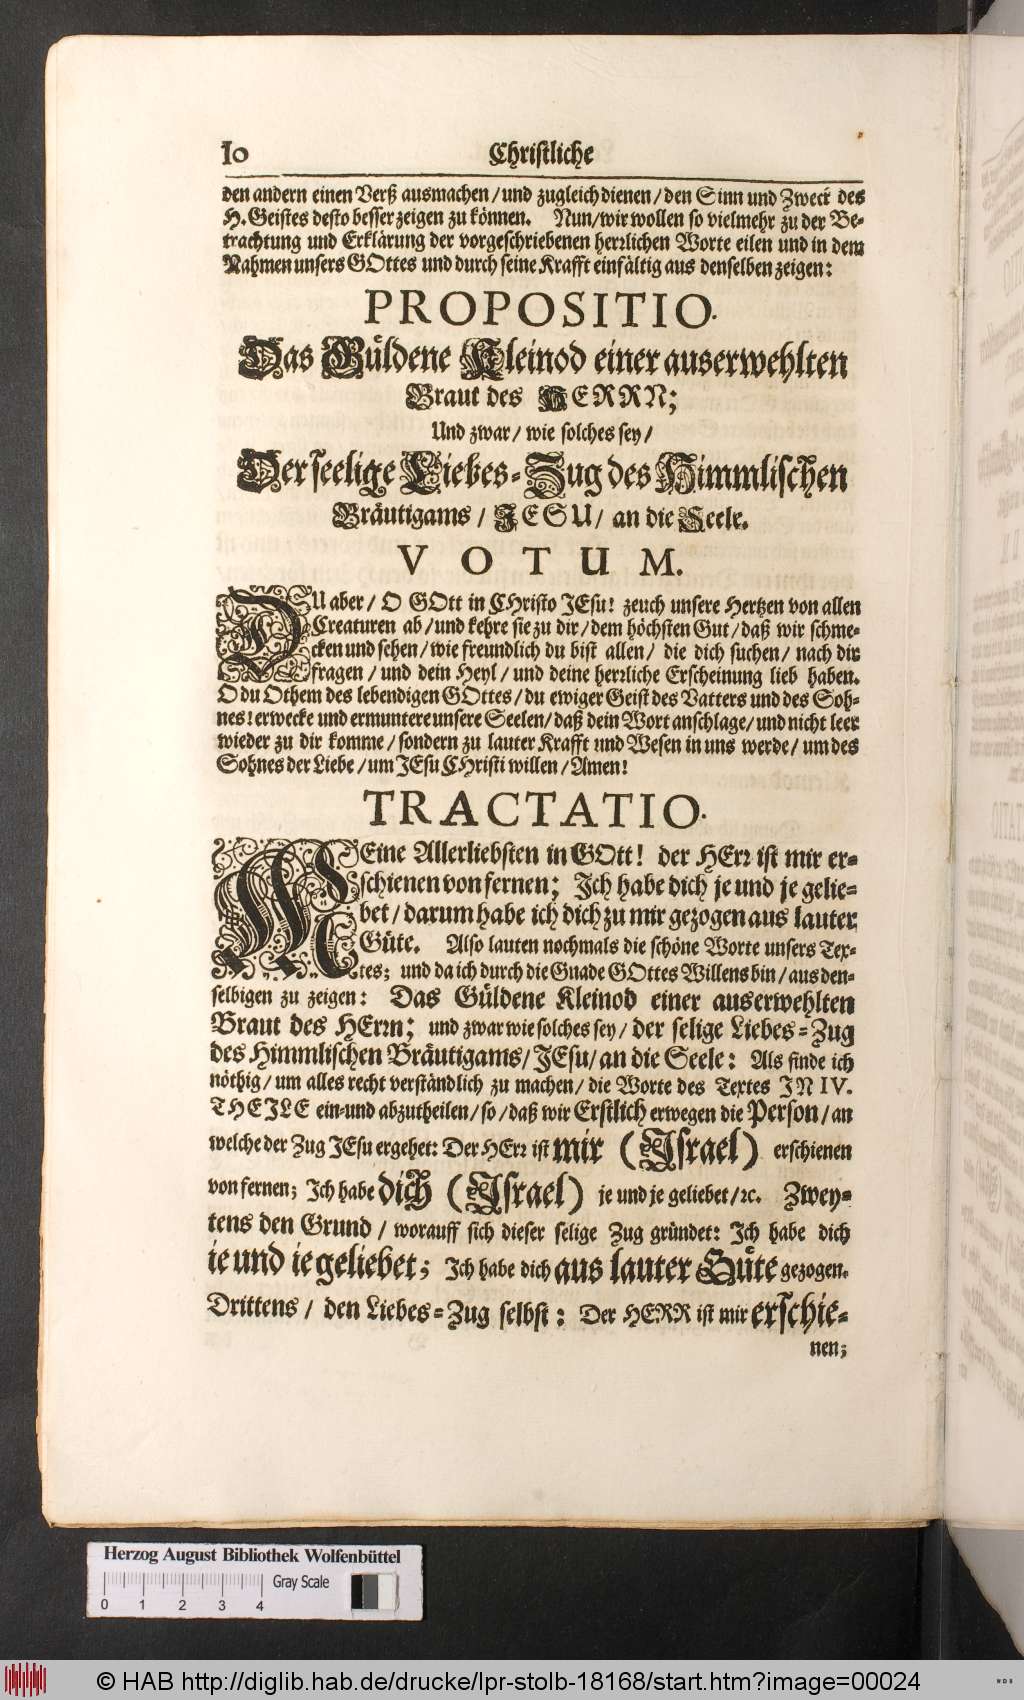 10 Christliche
den andern einen Verß ausmachen / und zugleich dienen / den Sinn und Zweck des
H. Geistes desto besser zeigen zu können. Nun / wir wollen so vielmehr zu der Be-
trachtung und Erklärung der vorgeschriebenen herrlichen Worte eilen und in dem
Nahmen unsers GOttes und durch seine Krafft einfältig aus denselben zeigen:
PROPOSITIO.
Das Güldene Kleinod einer auserwehlten
Braut des HERRN;
Und zwar / wie solches sey /
Der seelige Liebes-Zug des Himmlischen
Bräutigams / JESU / an die Seele.
VOTUM.
DU aber / O GOtt in CHristo JEsu! zeuch unsere Hertzen von allen
Creaturen ab / und kehre sie zu dir / dem höchsten Gut / daß wir schme-
cken und sehen / wie freundlich du bist allen / die dich suchen / nach dir
fragen / und dein Heyl / und deine herrliche Erscheinung lieb haben.
O du Othem des lebendigen GOttes / du ewiger Geist des Vatters und des Soh-
nes! erwecke und ermuntere unsere Seelen / daß dein Wort anschlage / und nicht leer
wieder zu dir komme / sondern zu lauter Krafft und Wesen in uns werde / um des
Sohnes der Liebe / um JEsu CHristi willen / Amen!
TRACTATIO.
MEine Allerliebsten in GOtt! der HErr ist mir er-
schienen von fernen; Ich habe dich je und je gelie-
bet / darum habe ich dich zu mir gezogen aus lauter
Güte. Also lauten nochmals die schöne Worte unsers Tex-
tes; und da ich durch die Gnade GOttes Willens bin / aus den-
selbigen zu zeigen: Das Güldene Kleinod einer auserwehlten
Braut des HErrn; und zwar wie solches sey / der selige Liebes-Zug
des Himmlischen Bräutigams / JEsu / an die Seele: Als finde ich
nöthig / um alles recht verständlich zu machen / die Worte des Textes JN IV.
THEJLE ein-und abzutheilen / so / daß wir Erstlich erwegen die Person / an
welche der Zug JEsu ergehet: Der HErr ist mir (Israel) erschienen
von fernen; Ich habe dich (Israel) je und je geliebet / ꝛc. Zwey-
tens den Grund / worauff sich dieser selige Zug gründet: Ich habe dich
je und je geliebet; Ich habe dich aus lauter Güte gezogen.
Drittens / den Liebes-Zug selbst: Der HERR ist mir erschie-
nen;
Herzog August Bibliothek Wolfenbüttel
Gray Scale
0 1 2 3 4
© HAB http://diglib.hab.de/drucke/lpr-stolb-18168/start.htm?image=00024